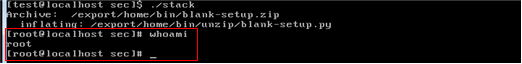 [test@localhost sec]$ ./stack
Archive:  /export/home/bin/blank-setup.zip
  inflating: /export/home/bin/unzip/blank-setup.py
[root@localhost sec]# whoami
root
[root@localhost sec]# _